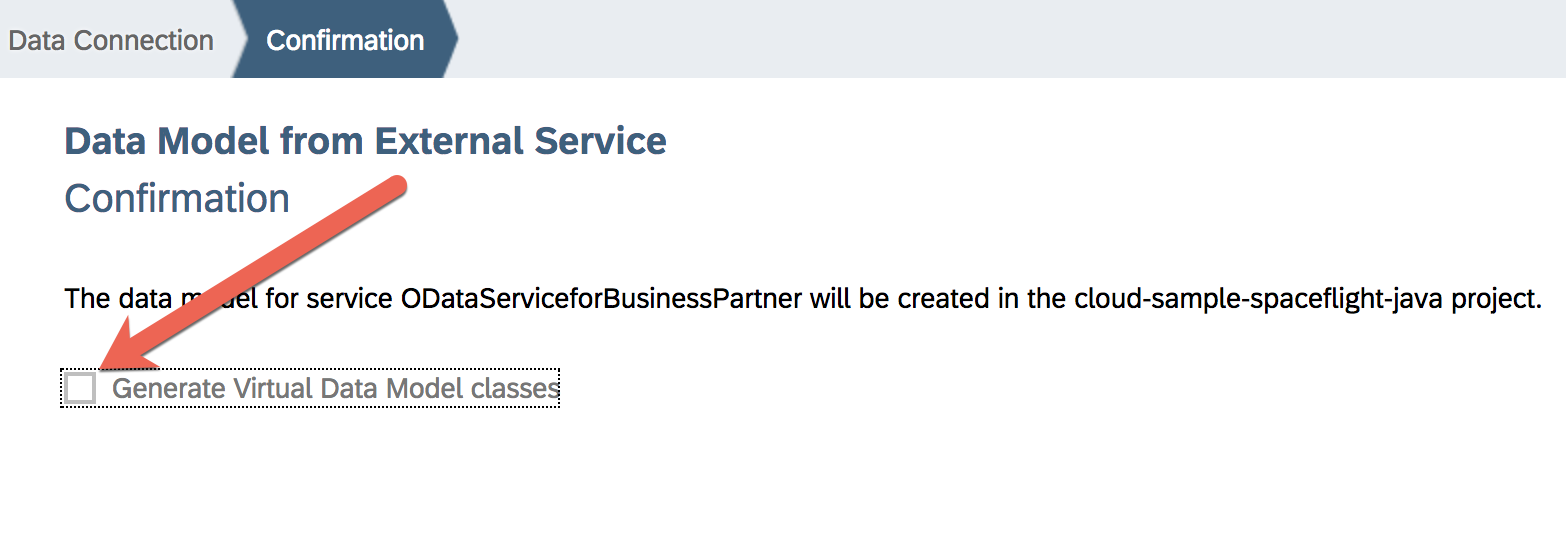 Data Connection
Confirmation
Data Model from External Service
Confirmation
The data model for service ODataServiceforBusinessPartner will be created in the cloud-sample-spaceflight-java project.
Generate Virtual Data Model classes